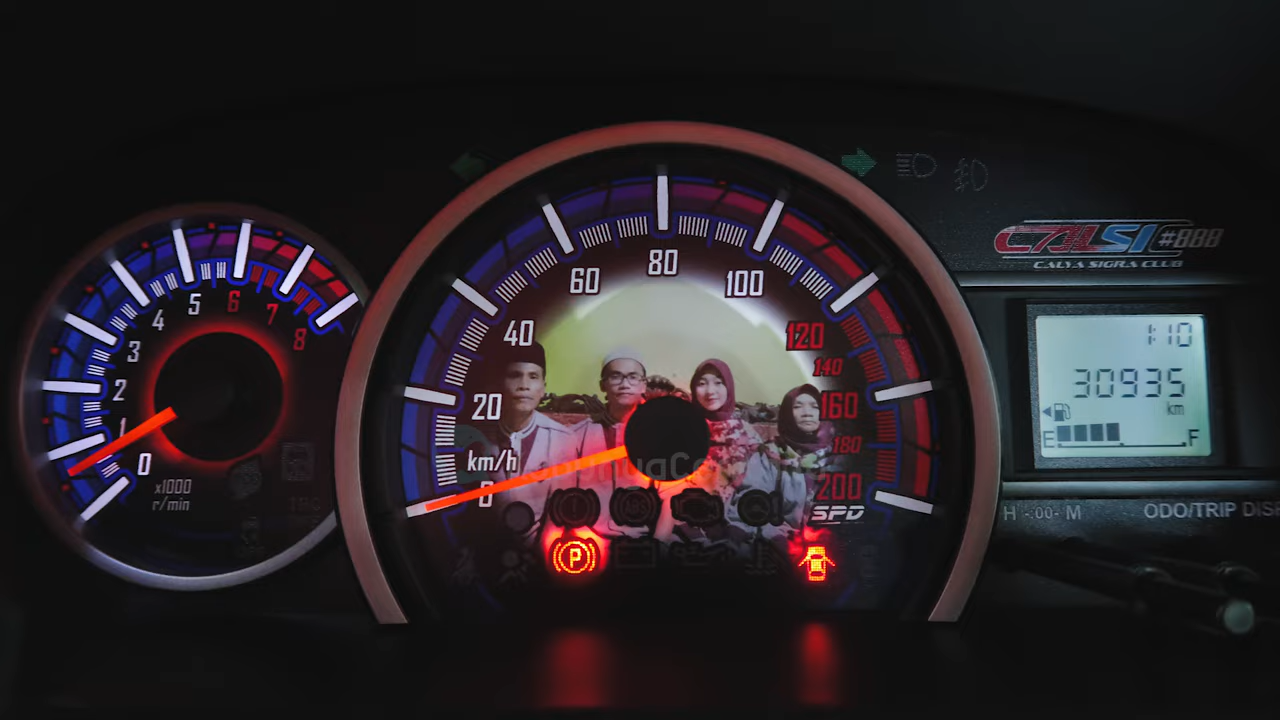 0
1
2
3
4
5
6
7
8
x1000
r/min
0
20
40
60
80
100
120
140
160
180
200
km/h
SPD
P
CALSI #888
CALYA SIGRA CLUB
1:10
30935
km
E F
H -:00- M ODO/TRIP DIS